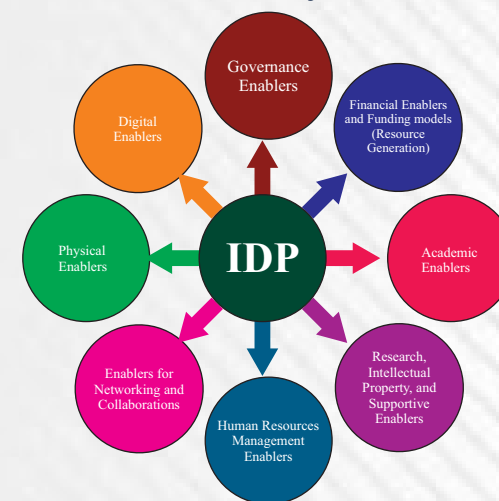 Governance
Enablers
Financial Enablers
and Funding models
(Resource
Generation)
Academic
Enablers
Research,
Intellectual
Property, and
Supportive
Enablers
Human Resources
Management
Enablers
Enablers for
Networking and
Collaborations
Physical
Enablers
Digital
Enablers
IDP